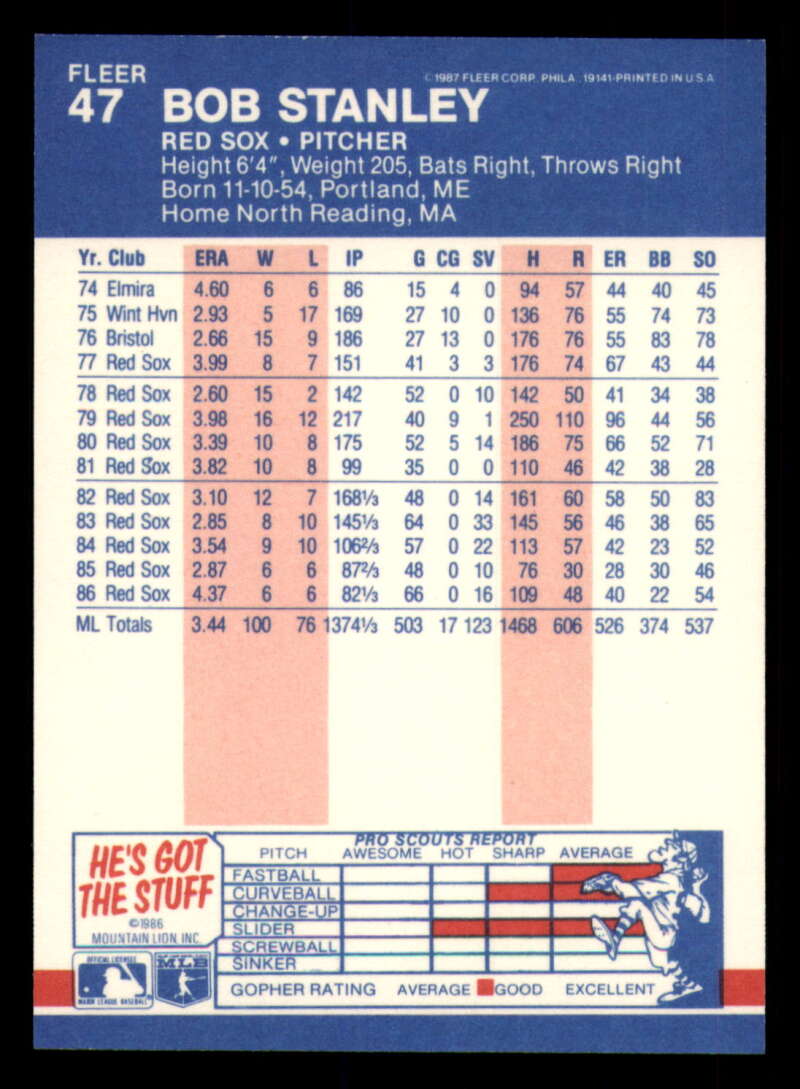 FLEER
© 1987 FLEER CORP. PHILA. 19141-PRINTED IN U.S.A
47 BOB STANLEY
RED SOX • PITCHER
Height 6'4", Weight 205, Bats Right, Throws Right
Born 11-10-54, Portland, ME
Home North Reading, MA
Yr. Club ERA W L IP G CG SV H R ER BB SO
74 Elmira 4.60 6 6 86 15 4 0 94 57 44 40 45
75 Wint Hvn 2.93 5 17 169 27 10 0 136 76 55 74 73
76 Bristol 2.66 15 9 186 27 13 0 176 76 55 83 78
77 Red Sox 3.99 8 7 151 41 3 3 176 74 67 43 44
78 Red Sox 2.60 15 2 142 52 0 10 142 50 41 34 38
79 Red Sox 3.98 16 12 217 40 9 1 250 110 96 44 56
80 Red Sox 3.39 10 8 175 52 5 14 186 75 66 52 71
81 Red Sox 3.82 10 8 99 35 0 0 110 46 42 38 28
82 Red Sox 3.10 12 7 168⅓ 48 0 14 161 60 58 50 83
83 Red Sox 2.85 8 10 145⅓ 64 0 33 145 56 46 38 65
84 Red Sox 3.54 9 10 106⅔ 57 0 22 113 57 42 23 52
85 Red Sox 2.87 6 6 87⅔ 48 0 10 76 30 28 30 46
86 Red Sox 4.37 6 6 82⅓ 66 0 16 109 48 40 22 54
ML Totals 3.44 100 76 1374⅓ 503 17 123 1468 606 526 374 537
HE'S GOT
THE STUFF
©1986
MOUNTAIN LION, INC.
PRO SCOUTS REPORT
PITCH AWESOME HOT SHARP AVERAGE
FASTBALL
CURVEBALL
CHANGE-UP
SLIDER
SCREWBALL
SINKER
GOPHER RATING AVERAGE GOOD EXCELLENT
OFFICIAL LICENSEE
MAJOR LEAGUE BASEBALL
MLB